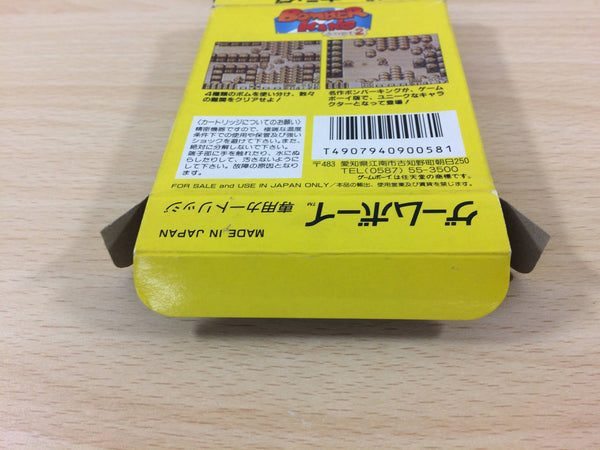 BOMBER
KING
シナリオ2
4種類のボムを使い分け、数々
の難関をクリアせよ!
名作ボンバーキングが、ゲーム
ボーイ版で、ユニークなキャラ
クターとなって登場!
〈カートリッジについてのお願い〉
精密機器ですので、極端な温度
条件下での使用や保管及び強い
ショックを避けて下さい。また、
絶対に分解しないで下さい。
端子部に手を触れたり、水にぬ
らしたりして、汚さないように
して下さい。故障の原因となり
ます。
T4907940900581
〒483 愛知県江南市古知野町朝日250
TEL(0587) 55-3500
ゲームボーイは任天堂の商標です。
FOR SALE and USE IN JAPAN ONLY/本品の輸出、使用営業及び賃貸を禁じます。
ゲームボーイ™
専用カートリッジ
MADE IN JAPAN